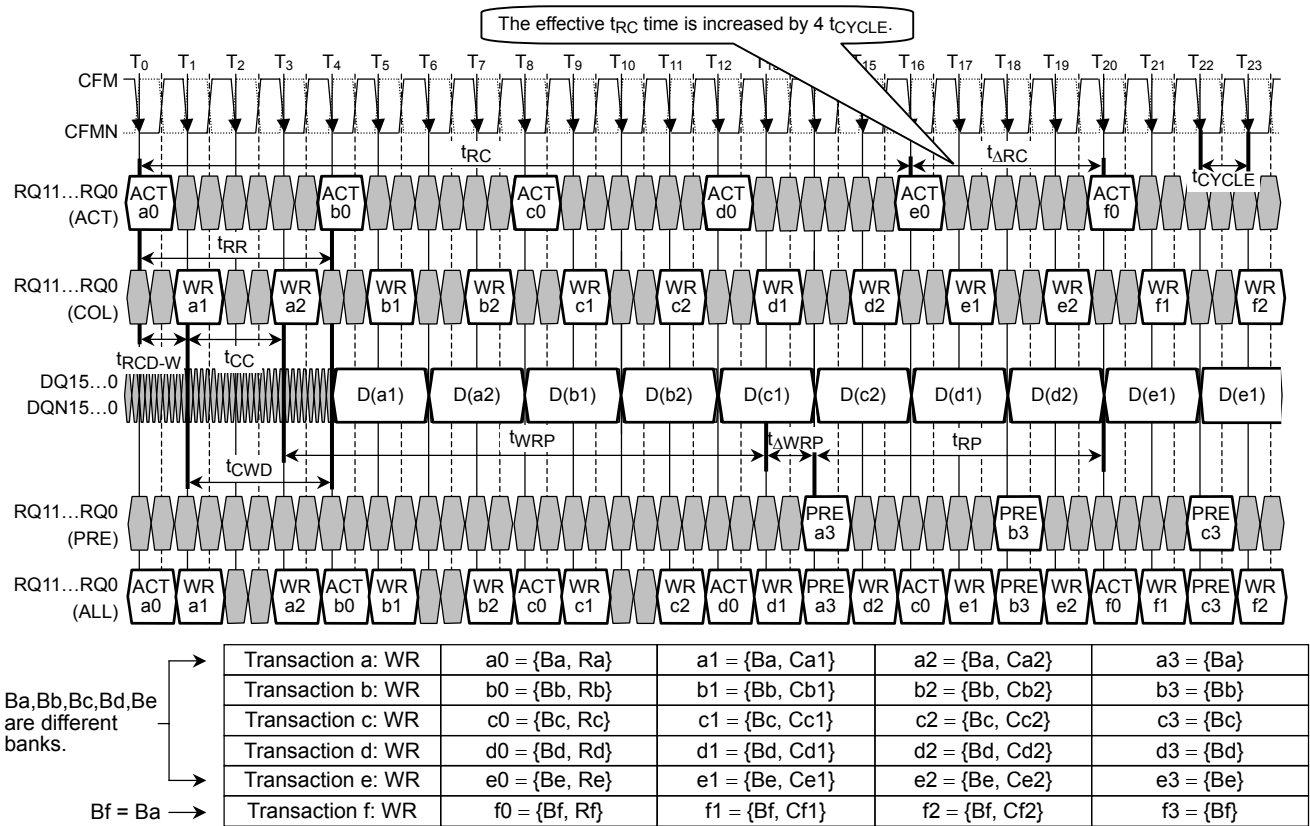 The effective tRC time is increased by 4 tCYCLE.
T0 T1 T2 T3 T4 T5 T6 T7 T8 T9 T10 T11 T12 T13 T15 T16 T17 T18 T19 T20 T21 T22 T23
CFM
CFMN
tRC tΔRC
tCYCLE
RQ11...RQ0
(ACT)
ACT a0 ACT b0 ACT c0 ACT d0 ACT e0 ACT f0
tRR
RQ11...RQ0
(COL)
WR a1 WR a2 WR b1 WR b2 WR c1 WR c2 WR d1 WR d2 WR e1 WR e2 WR f1 WR f2
tRCD-W tCC
DQ15...0
DQN15...0
D(a1) D(a2) D(b1) D(b2) D(c1) D(c2) D(d1) D(d2) D(e1) D(e1)
tWRP tΔWRP tRP
tCWD
RQ11...RQ0
(PRE)
PRE a3 PRE b3 PRE c3
RQ11...RQ0
(ALL)
ACT a0 WR a1 WR a2 ACT b0 WR b1 WR b2 ACT c0 WR c1 WR c2 ACT d0 WR d1 PRE a3 WR d2 ACT c0 WR e1 PRE b3 WR e2 ACT f0 WR f1 PRE c3 WR f2
Ba,Bb,Bc,Bd,Be
are different
banks.
Transaction a: WR a0 = {Ba, Ra} a1 = {Ba, Ca1} a2 = {Ba, Ca2} a3 = {Ba}
Transaction b: WR b0 = {Bb, Rb} b1 = {Bb, Cb1} b2 = {Bb, Cb2} b3 = {Bb}
Transaction c: WR c0 = {Bc, Rc} c1 = {Bc, Cc1} c2 = {Bc, Cc2} c3 = {Bc}
Transaction d: WR d0 = {Bd, Rd} d1 = {Bd, Cd1} d2 = {Bd, Cd2} d3 = {Bd}
Transaction e: WR e0 = {Be, Re} e1 = {Be, Ce1} e2 = {Be, Ce2} e3 = {Be}
Bf = Ba Transaction f: WR f0 = {Bf, Rf} f1 = {Bf, Cf1} f2 = {Bf, Cf2} f3 = {Bf}